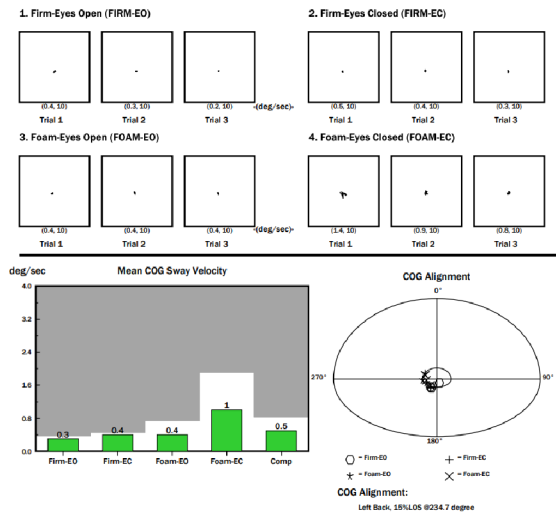 1. Firm-Eyes Open (FIRM-EO)
2. Firm-Eyes Closed (FIRM-EC)
(0.4, 10) (0.3, 10) (0.2, 10) -(deg/sec)- (0.5, 10) (0.4, 10) (0.3, 10)
Trial 1 Trial 2 Trial 3 Trial 1 Trial 2 Trial 3
3. Foam-Eyes Open (FOAM-EO)
4. Foam-Eyes Closed (FOAM-EC)
(0.4, 10) (0.4, 10) (0.4, 10) -(deg/sec)- (1.4, 10) (0.9, 10) (0.8, 10)
Trial 1 Trial 2 Trial 3 Trial 1 Trial 2 Trial 3
deg/sec
Mean COG Sway Velocity
4.0
3.2
2.4
1.6
0.8
0.0
0.3 0.4 0.4 1 0.5
Firm-EO Firm-EC Foam-EO Foam-EC Comp
COG Alignment
0°
270° 90°
180°
= Firm-EO = Firm-EC
= Foam-EO = Foam-EC
COG Alignment:
Left Back, 15%LOS @234.7 degree